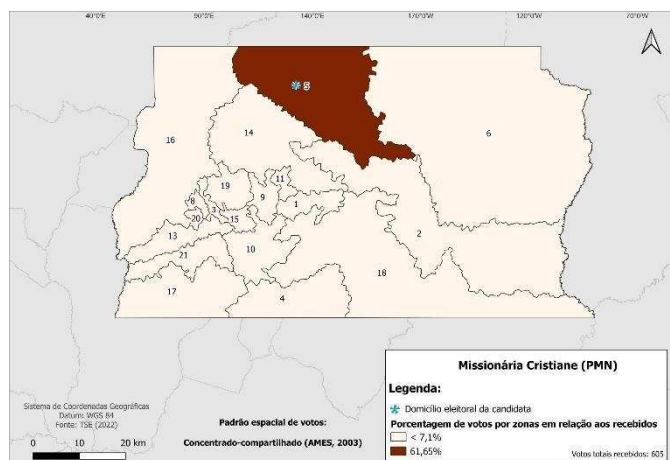 40°0'E 90°0'E 140°0'E 170°0'W 120°0'W 70°0'W 20°0'W
5
16
14
6
11
19
8
9
1
3
20
15
2
13
10
21
18
17
4
Missionária Cristiane (PMN)
Legenda:
Domicílio eleitoral da candidata
Porcentagem de votos por zonas em relação aos recebidos
< 7,1%
61,65%
Votos totais recebidos: 605
Sistema de Coordenadas Geográficas
Datum: WGS 84
Fonte: TSE (2022)
0 10 20 km
Padrão espacial de votos:
Concentrado-compartilhado (AMES, 2003)